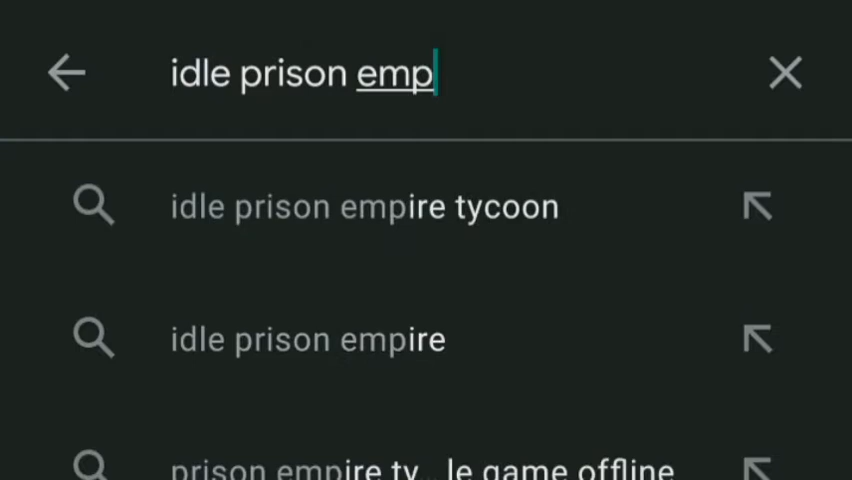 idle prison emp
idle prison empire tycoon
idle prison empire
prison empire ty... le game offline